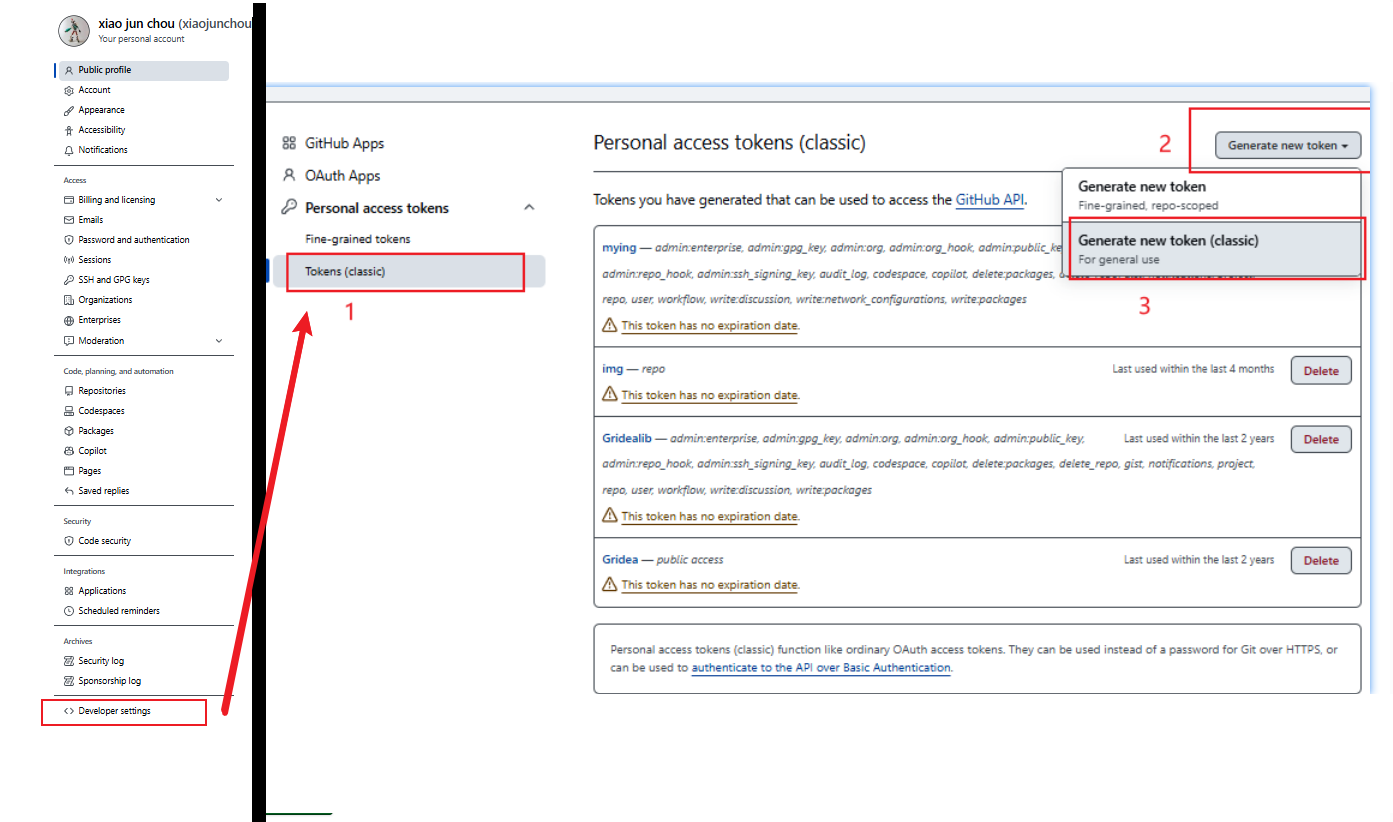 xiao jun chou (xiaojunchou
Your personal account
Public profile
Account
Appearance
Accessibility
Notifications
Access
Billing and licensing
Emails
Password and authentication
Sessions
SSH and GPG keys
Organizations
Enterprises
Moderation
Code, planning, and automation
Repositories
Codespaces
Packages
Copilot
Pages
Saved replies
Security
Code security
Integrations
Applications
Scheduled reminders
Archives
Security log
Sponsorship log
Developer settings
GitHub Apps
OAuth Apps
Personal access tokens
Fine-grained tokens
Tokens (classic)
1
Personal access tokens (classic)
2
Generate new token
Generate new token
Fine-grained, repo-scoped
Generate new token (classic)
For general use
3
Tokens you have generated that can be used to access the GitHub API.
mying — admin:enterprise, admin:gpg_key, admin:org, admin:org_hook, admin:public_ke
admin:repo_hook, admin:ssh_signing_key, audit_log, codespace, copilot, delete:packages,
repo, user, workflow, write:discussion, write:network_configurations, write:packages
This token has no expiration date.
img — repo Last used within the last 4 months Delete
This token has no expiration date.
Gridealib — admin:enterprise, admin:gpg_key, admin:org, admin:org_hook, admin:public_key, Last used within the last 2 years Delete
admin:repo_hook, admin:ssh_signing_key, audit_log, codespace, copilot, delete:packages, delete_repo, gist, notifications, project,
repo, user, workflow, write:discussion, write:packages
This token has no expiration date.
Gridea — public access Last used within the last 2 years Delete
This token has no expiration date.
Personal access tokens (classic) function like ordinary OAuth access tokens. They can be used instead of a password for Git over HTTPS, or
can be used to authenticate to the API over Basic Authentication.